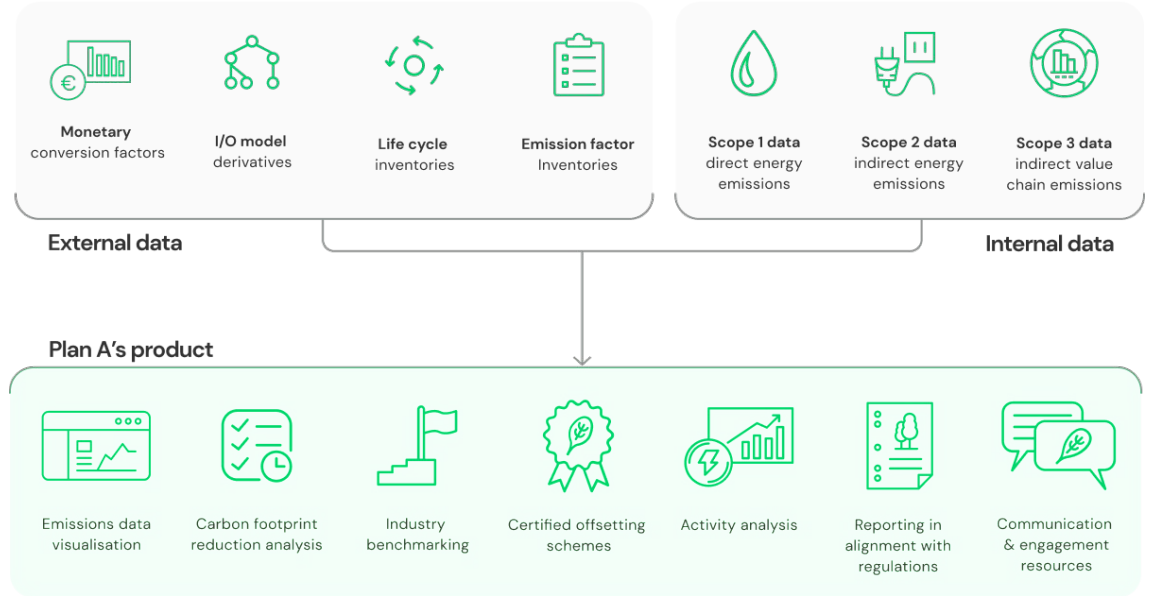 €
Monetary
conversion factors
I/O model
derivatives
Life cycle
inventories
Emission factor
Inventories
Scope 1 data
direct energy
emissions
Scope 2 data
indirect energy
emissions
Scope 3 data
indirect value
chain emissions
External data
Internal data
Plan A’s product
Emissions data
visualisation
Carbon footprint
reduction analysis
Industry
benchmarking
Certified offsetting
schemes
Activity analysis
Reporting in
alignment with
regulations
Communication
& engagement
resources